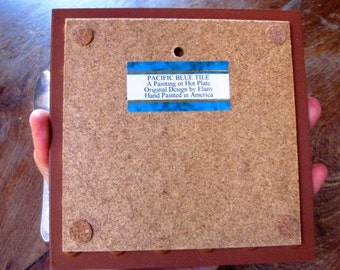 PACIFIC BLUE TILE
A Painting or Hot Plate
Original Design by Elany
Hand Painted in America